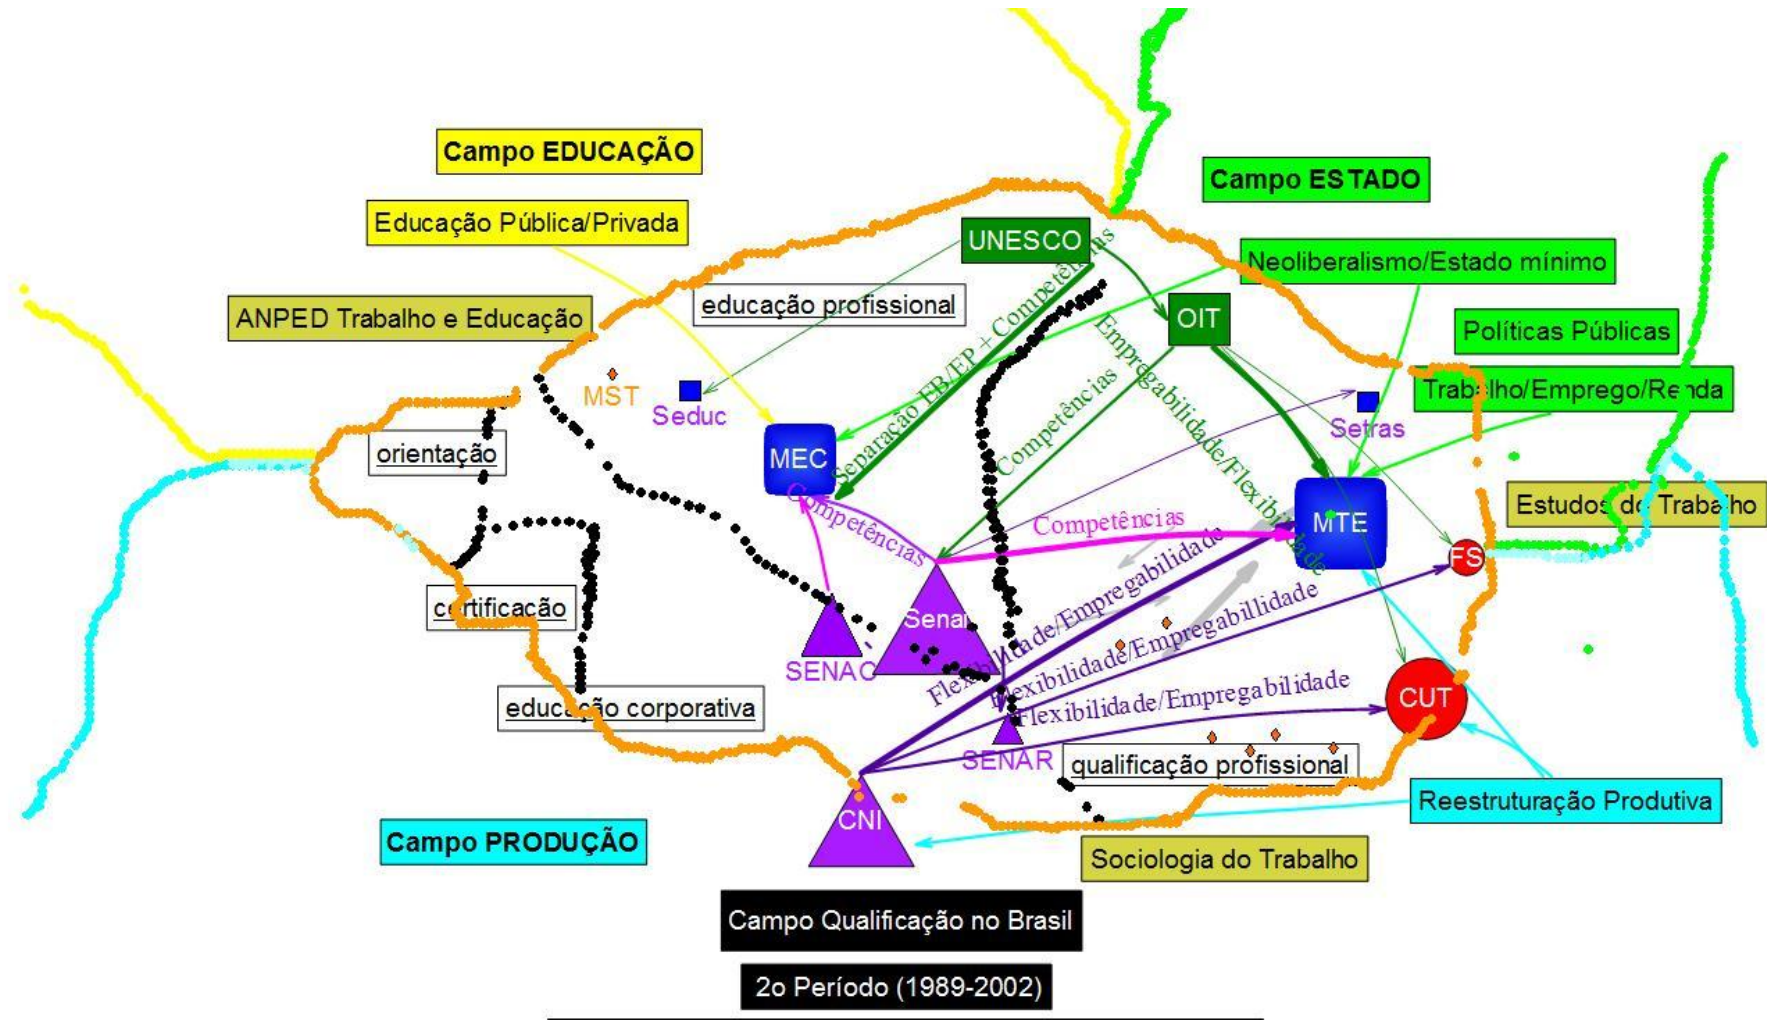 Campo EDUCAÇÃO
Campo ESTADO
Educação Pública/Privada
UNESCO
Neoliberalismo/Estado mínimo
educação profissional
ANPED Trabalho e Educação
OIT
Políticas Públicas
MST
Seduc
Trabalho/Emprego/Renda
Setras
orientação
MEC
Separação EB/EP + Competências
Competências
Empregabilidade/Flexibilidade
Estudos do Trabalho
MTE
Competências
Competências
FS
certificação
Senai
SENAC
Flexibilidade/Empregabilidade
Flexibilidade/Empregabillidade
Flexibilidade/Empregabilidade
CUT
educação corporativa
SENAR
qualificação profissional
CNI
Reestruturação Produtiva
Campo PRODUÇÃO
Sociologia do Trabalho
Campo Qualificação no Brasil
2o Período (1989-2002)